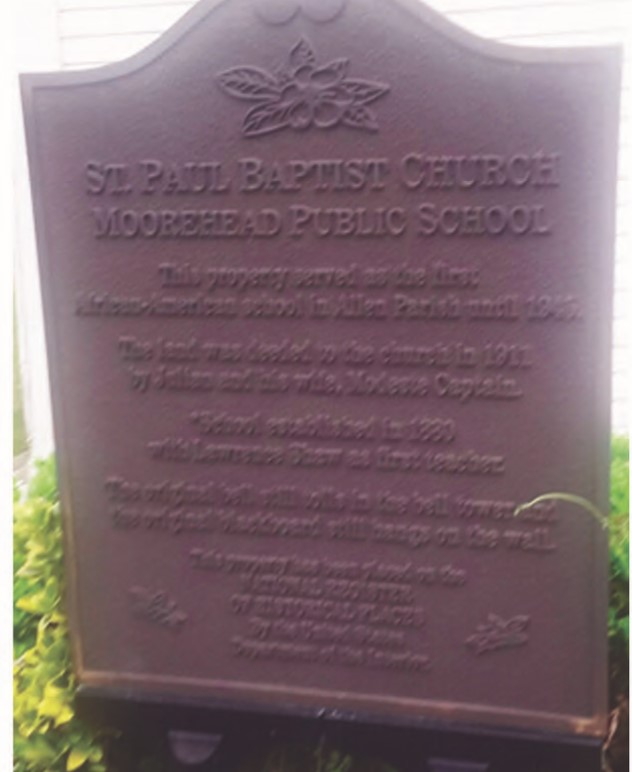 ST. PAUL BAPTIST CHURCH
MOOREHEAD PUBLIC SCHOOL
This property served as the first
African-American school in Allen Parish until
The land was deeded to the church in 1911
by Julian and his wife, Modeste Captain.
*School established in
with Lawrence Shaw as first teacher.
The original bell still tolls in the bell tower and
the original blackboard still hangs on the wall.
This property has been placed on the
NATIONAL REGISTER
OF HISTORICAL PLACES
By the United States
Department of the Interior.